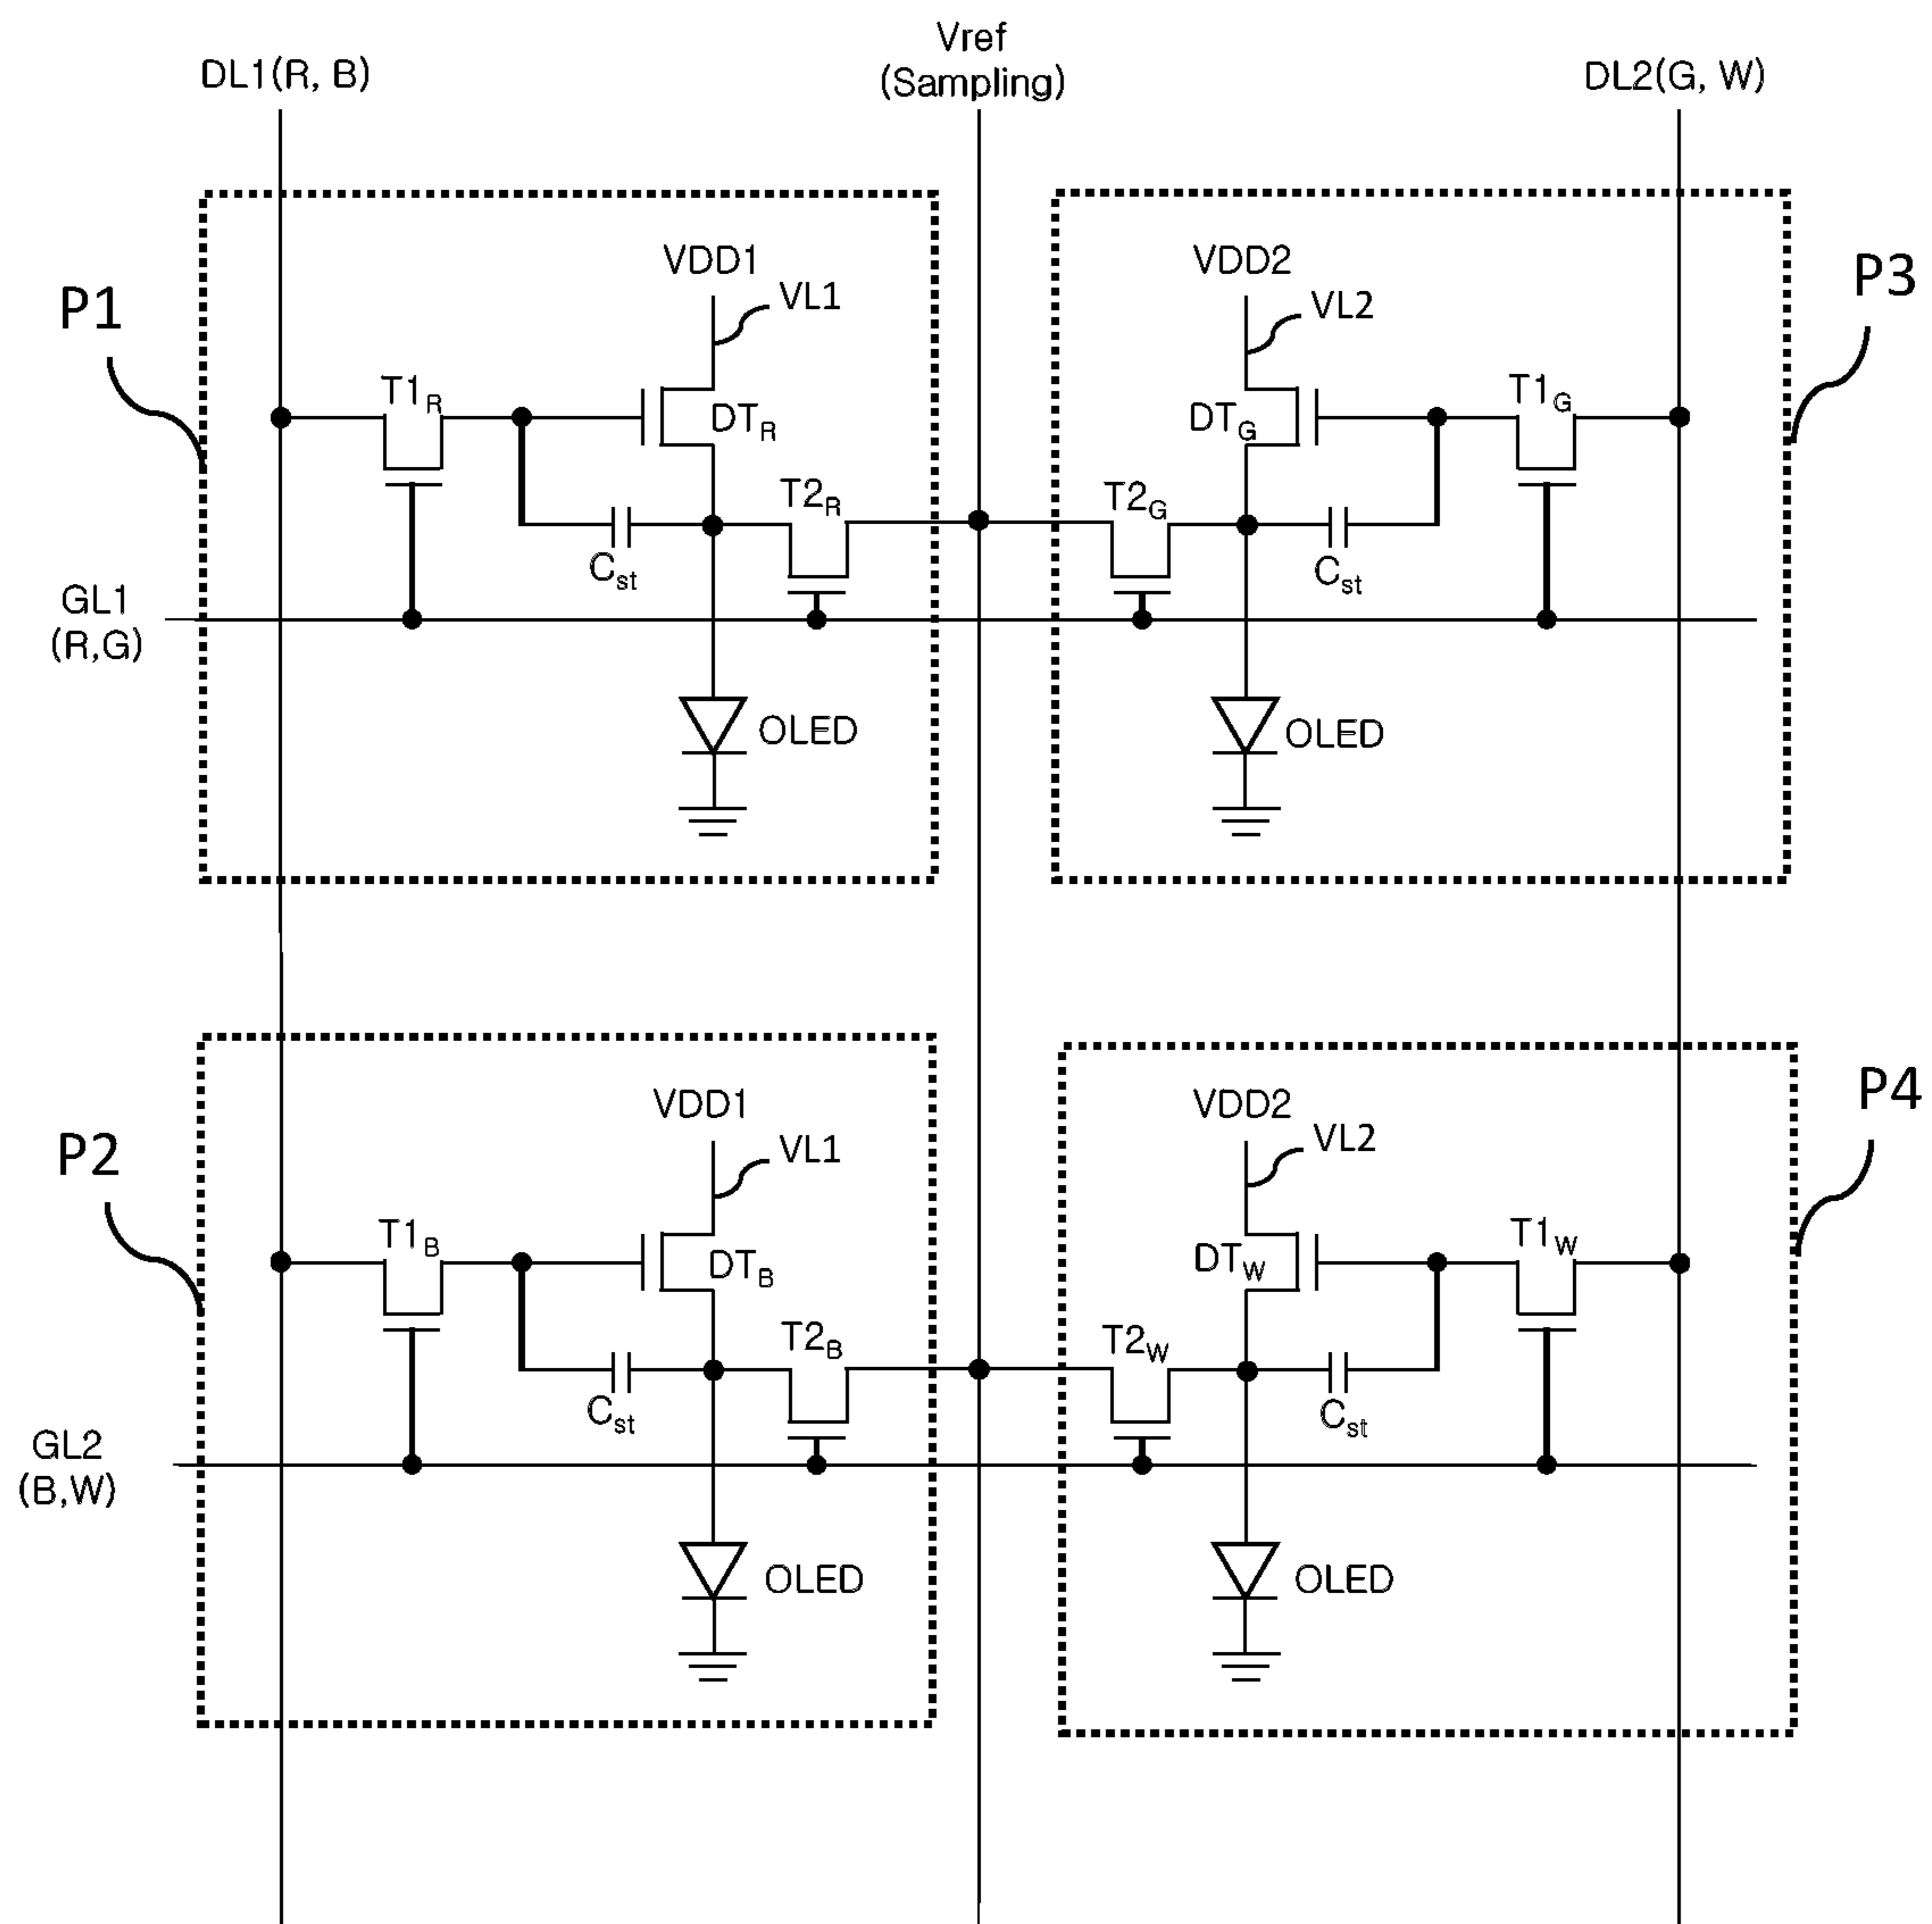 Vref
(Sampling)
DL1(R, B)
DL2(G, W)
P1
P3
VDD1
VL1
VDD2
VL2
T1R
DTR
DTG
T1G
T2R
T2G
Cst
Cst
GL1
(R,G)
OLED
OLED
P2
P4
VDD1
VL1
VDD2
VL2
T1B
DTB
DTW
T1W
T2B
T2W
Cst
Cst
GL2
(B,W)
OLED
OLED